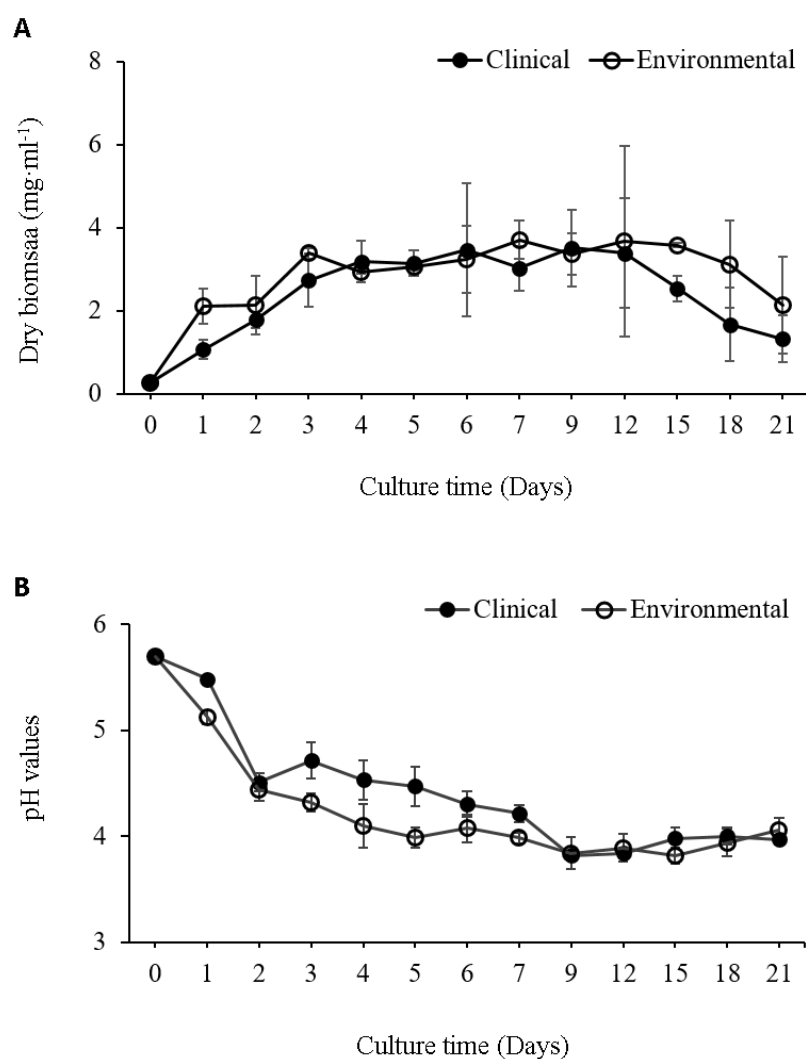 A
Clinical Environmental
8
6
4
2
0
Dry biomsaa (mg·ml-1)
0 1 2 3 4 5 6 7 9 12 15 18 21
Culture time (Days)
B
Clinical Environmental
6
5
4
3
pH values
0 1 2 3 4 5 6 7 9 12 15 18 21
Culture time (Days)